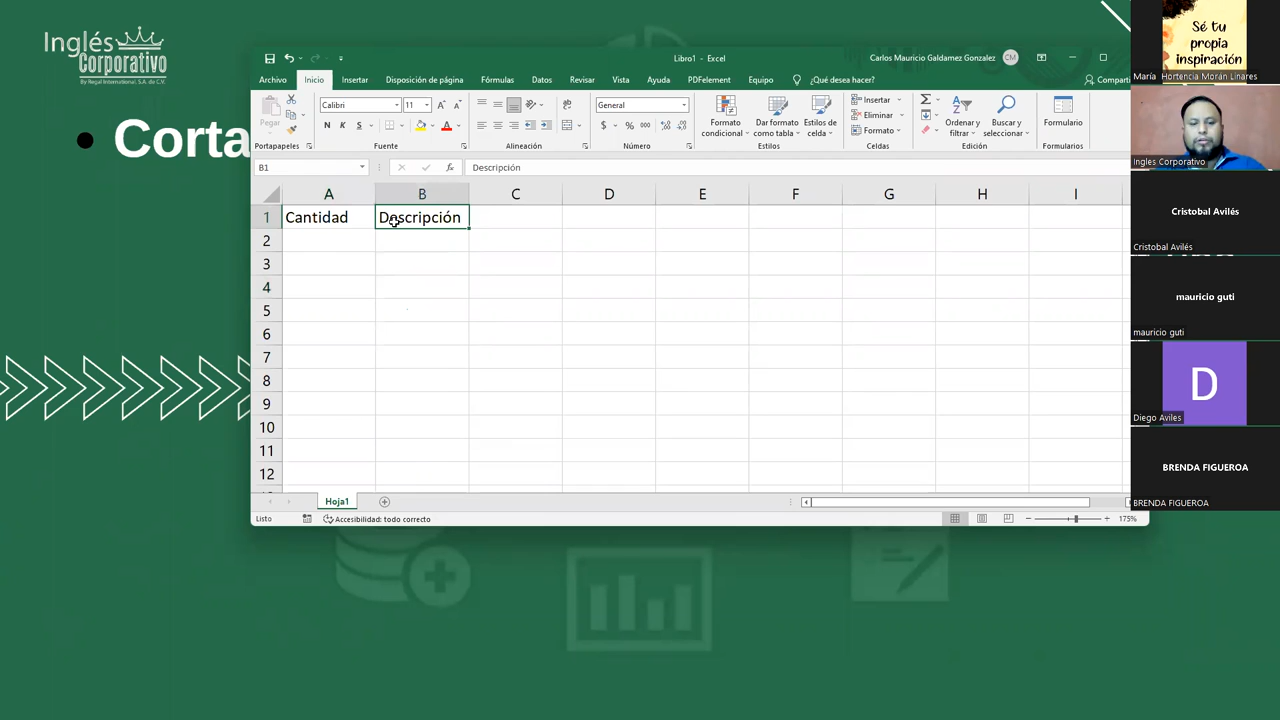 Inglés
Corporativo
By Regal International, S.A. de C.V.
• Corta
Libro1 - Excel
Carlos Mauricio Galdamez Gonzalez
CM
Archivo Inicio Insertar Disposición de página Fórmulas Datos Revisar Vista Ayuda PDFelement Equipo ¿Qué desea hacer? Comparti
Pegar
Calibri 11
N K S
General
$ % 000
Formato condicional
Dar formato como tabla
Estilos de celda
Insertar
Eliminar
Formato
Ordenar y filtrar
Buscar y seleccionar
Formulario
Portapapeles Fuente Alineación Número Estilos Celdas Edición Formularios
B1 fx Descripción
A B C D E F G H I
1 Cantidad Descripción
2
3
4
5
6
7
8
9
10
11
12
Hoja1
Listo Accesibilidad: todo correcto 175%
Sé tu
propia
inspiración
María Hortencia Morán Linares
Ingles Corporativo
Cristobal Avilés
Cristobal Avilés
mauricio guti
mauricio guti
D
Diego Aviles
BRENDA FIGUEROA
BRENDA FIGUEROA